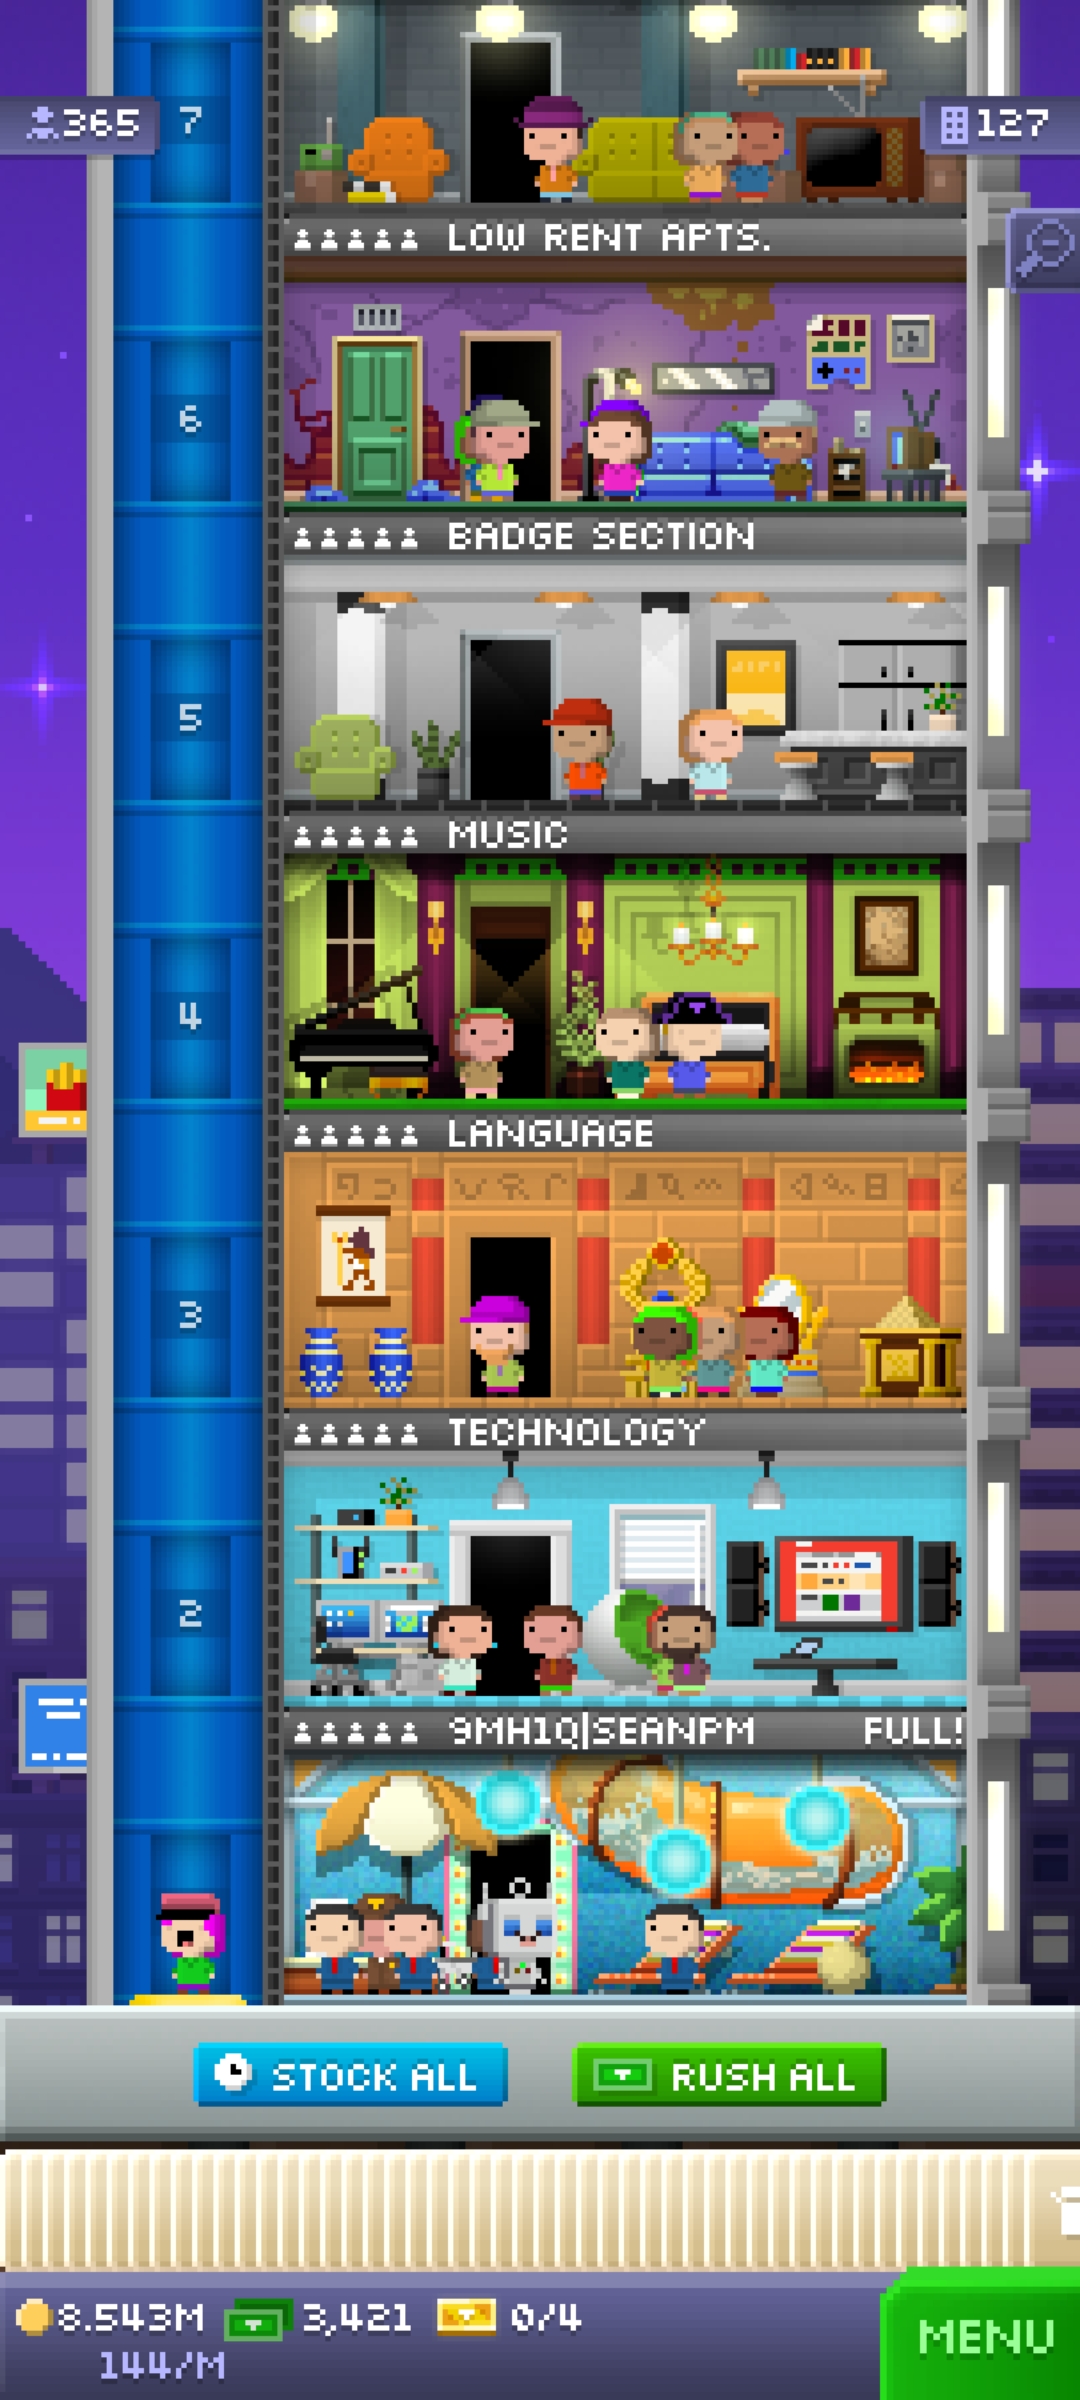 365
7
127
LOW RENT APTS.
6
BADGE SECTION
5
MUSIC
4
LANGUAGE
3
TECHNOLOGY
2
9MH1Q|SEANPM FULL!
STOCK ALL
RUSH ALL
8.543M 3,421 0/4
144/M
MENU